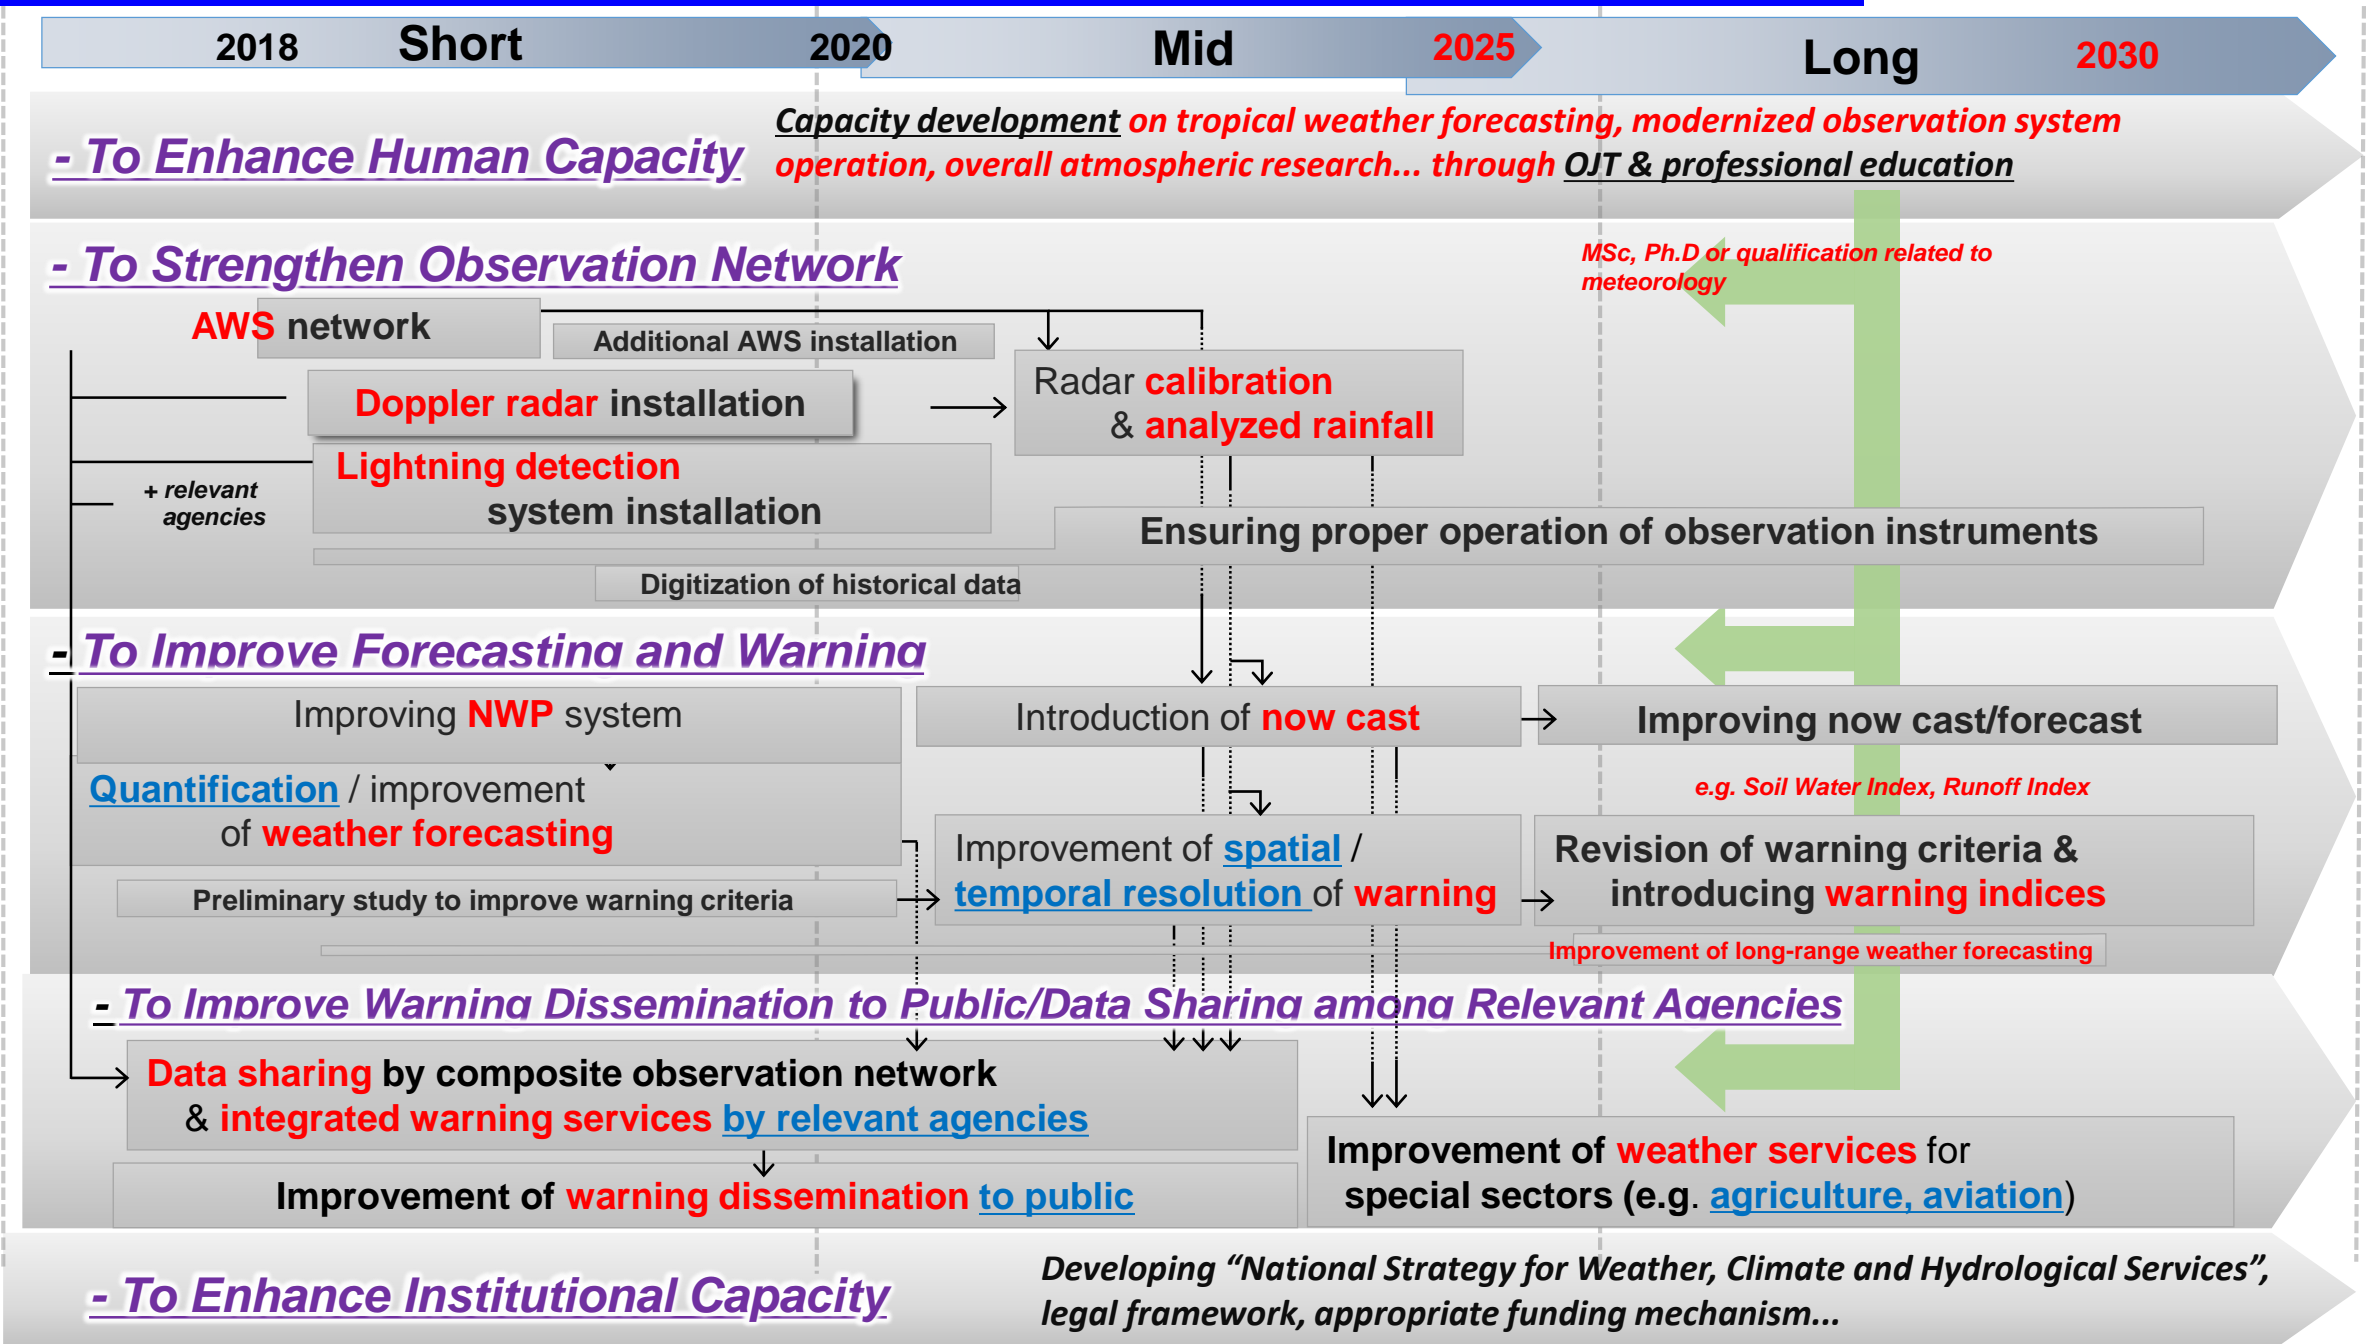 2018 Short 2020 Mid 2025 Long 2030
- To Enhance Human Capacity
Capacity development on tropical weather forecasting, modernized observation system
operation, overall atmospheric research... through OJT & professional education
- To Strengthen Observation Network
MSc, Ph.D or qualification related to
meteorology
AWS network
Additional AWS installation
Doppler radar installation
Radar calibration
& analyzed rainfall
Lightning detection
system installation
+ relevant
agencies
Ensuring proper operation of observation instruments
Digitization of historical data
- To Improve Forecasting and Warning
Improving NWP system
Introduction of now cast
Improving now cast/forecast
Quantification / improvement
of weather forecasting
e.g. Soil Water Index, Runoff Index
Improvement of spatial /
temporal resolution of warning
Revision of warning criteria &
introducing warning indices
Preliminary study to improve warning criteria
Improvement of long-range weather forecasting
- To Improve Warning Dissemination to Public/Data Sharing among Relevant Agencies
Data sharing by composite observation network
& integrated warning services by relevant agencies
Improvement of warning dissemination to public
Improvement of weather services for
special sectors (e.g. agriculture, aviation)
- To Enhance Institutional Capacity
Developing “National Strategy for Weather, Climate and Hydrological Services”,
legal framework, appropriate funding mechanism...